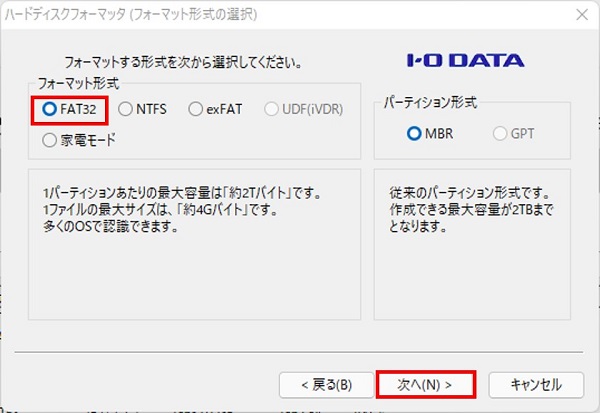 ハードディスクフォーマッタ (フォーマット形式の選択)
フォーマットする形式を次から選択してください。
I-O DATA
フォーマット形式
FAT32 NTFS exFAT UDF(iVDR)
家電モード
パーティション形式
MBR GPT
1パーティションあたりの最大容量は「約2Tバイト」です。
1ファイルの最大サイズは、「約4Gバイト」です。
多くのOSで認識できます。
従来のパーティション形式です。
作成できる最大容量が2TBまで
となります。
< 戻る(B) 次へ(N) > キャンセル